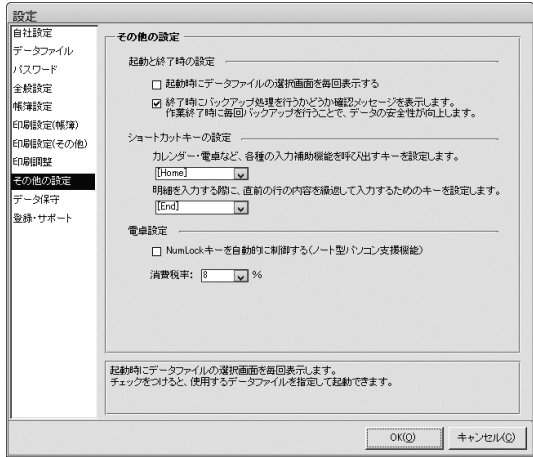 設定
自社設定
データファイル
パスワード
全般設定
帳簿設定
印刷設定(帳簿)
印刷設定(その他)
印刷調整
その他の設定
データ保守
登録・サポート
その他の設定
起動と終了時の設定
起動時にデータファイルの選択画面を毎回表示する
終了時にバックアップ処理を行うかどうか確認メッセージを表示します。
作業終了時に毎回バックアップを行うことで、データの安全性が向上します。
ショートカットキーの設定
カレンダー・電卓など、各種の入力補助機能を呼び出すキーを設定します。
[Home]
明細を入力する際に、直前の行の内容を繰返して入力するためのキーを設定します。
[End]
電卓設定
NumLockキーを自動的に制御する(ノート型パソコン支援機能)
消費税率: 8 %
起動時にデータファイルの選択画面を毎回表示します。
チェックをつけると、使用するデータファイルを指定して起動できます。
OK(O) キャンセル(C)